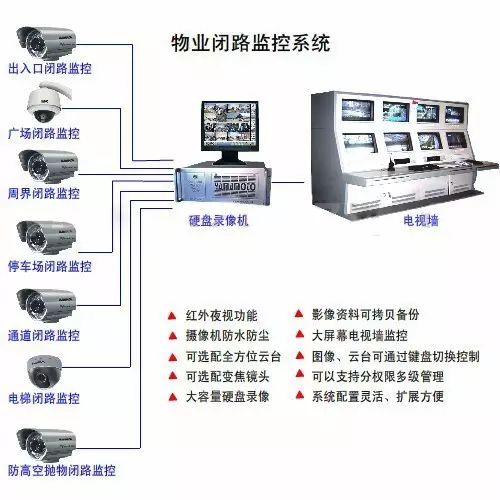 物业闭路监控系统
出入口闭路监控
广场闭路监控
周界闭路监控
停车场闭路监控
通道闭路监控
电梯闭路监控
防高空抛物闭路监控
硬盘录像机
电视墙
红外夜视功能
摄像机防水防尘
可选配全方位云台
可选配变焦镜头
大容量硬盘录像
影像资料可拷贝备份
大屏幕电视墙监控
图像、云台可通过键盘切换控制
可以支持分权限多级管理
系统配置灵活、扩展方便